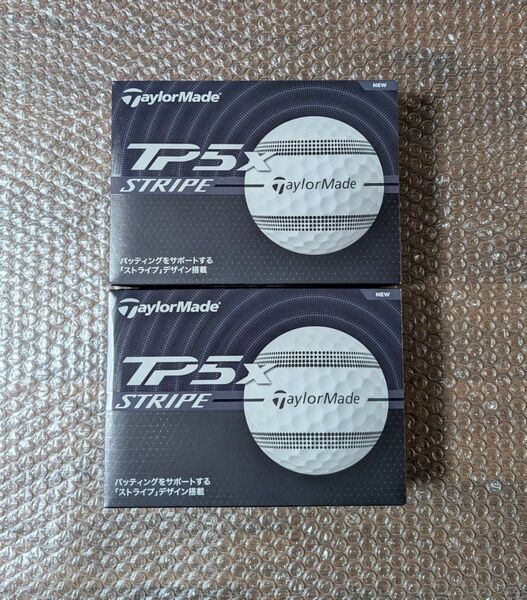 TaylorMade
NEW
TP5x
STRIPE
TaylorMade
パッティングをサポートする
「ストライプ」デザイン搭載
TaylorMade
NEW
TP5x
STRIPE
TaylorMade
パッティングをサポートする
「ストライプ」デザイン搭載